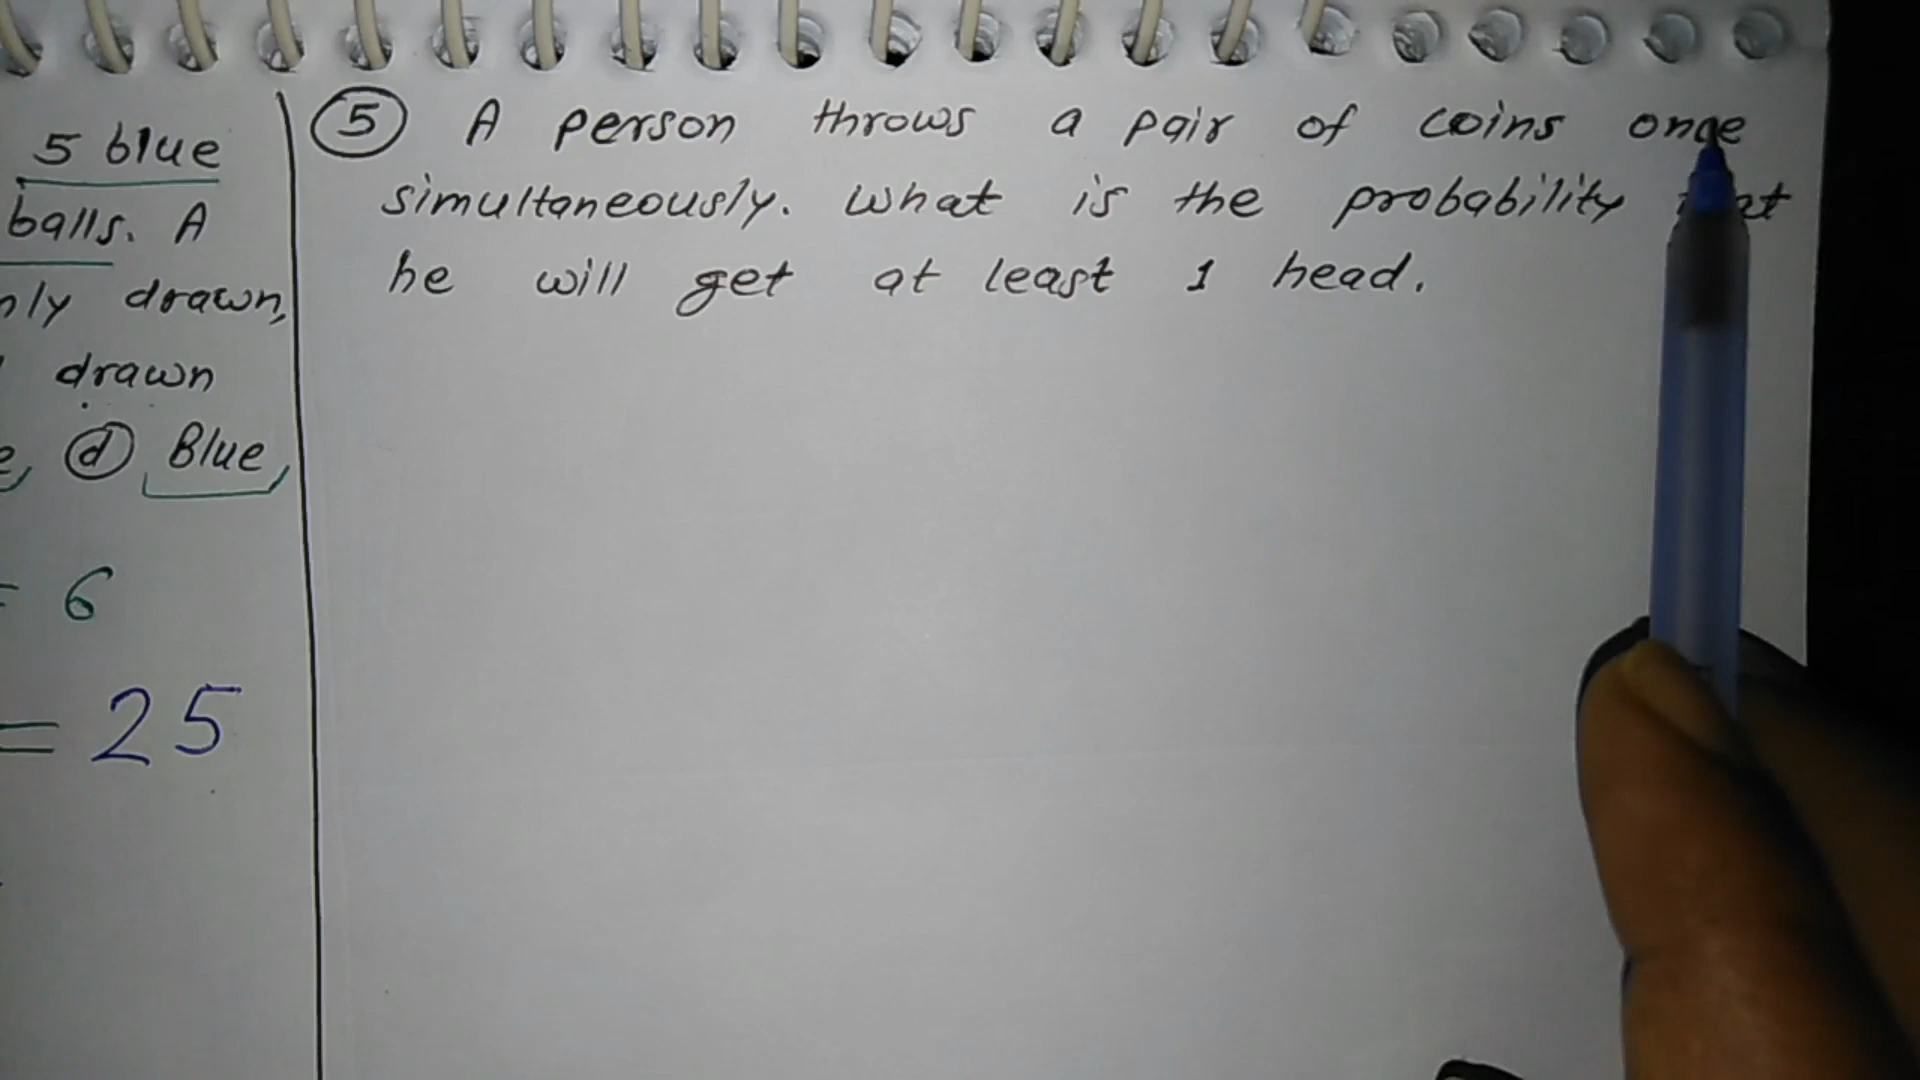 5 blue
balls. A
drawn,
drawn
d Blue,
= 6
= 25
5 A person throws a pair of coins once
simultaneously. What is the probability
he will get at least 1 head.